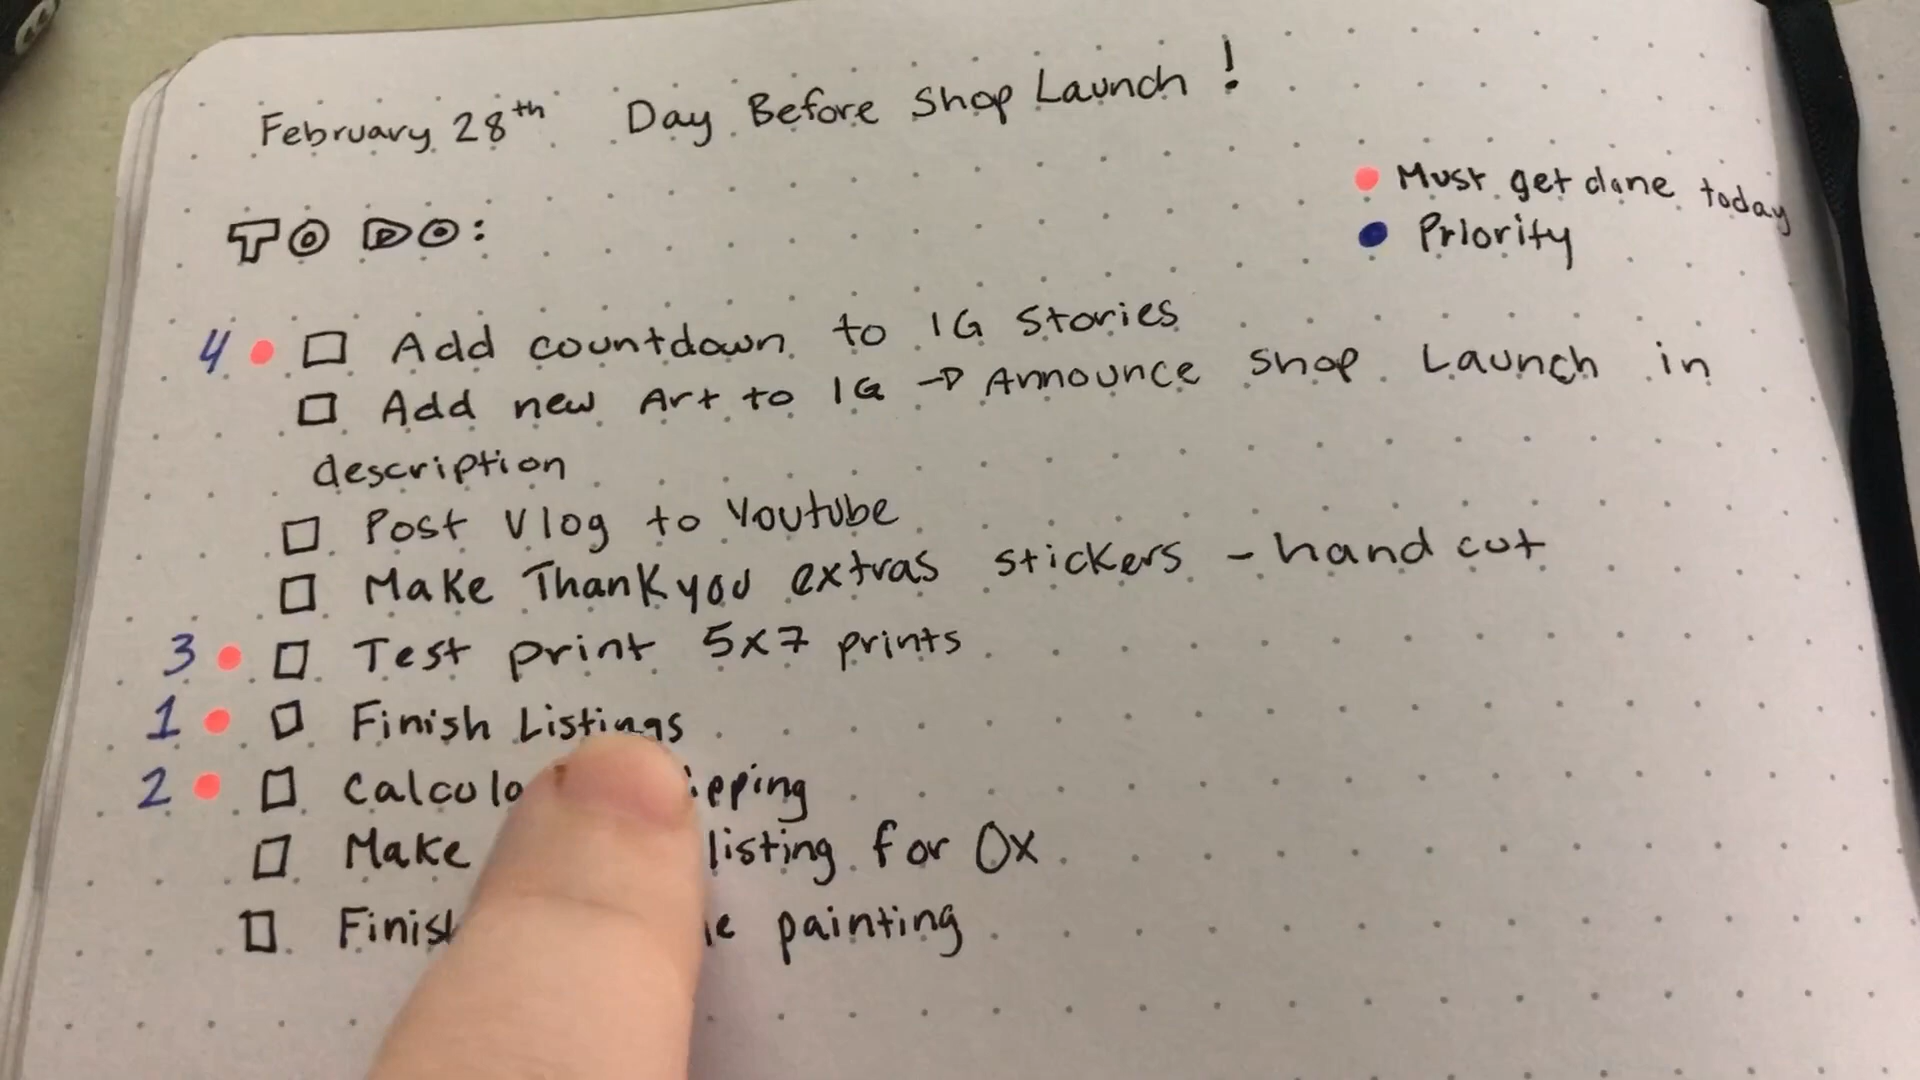 February 28th Day Before Shop Launch!
• Must get done today
• Priority
TO DO:
4 • □ Add countdown to IG Stories
□ Add new Art to IG → Announce shop Launch in
description
□ Post Vlog to Youtube
□ Make Thankyou extras stickers - hand cut
3 • □ Test print 5x7 prints
1 • □ Finish Listings
2 • □
□ Make listing for Ox
□ painting